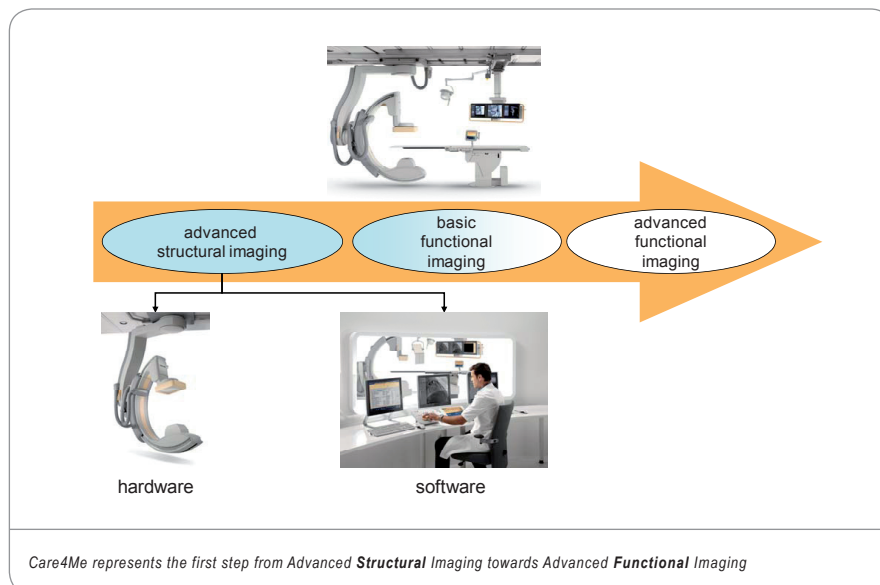 advanced
structural imaging
basic
functional
imaging
advanced
functional
imaging
hardware
software
Care4Me represents the first step from Advanced Structural Imaging towards Advanced Functional Imaging